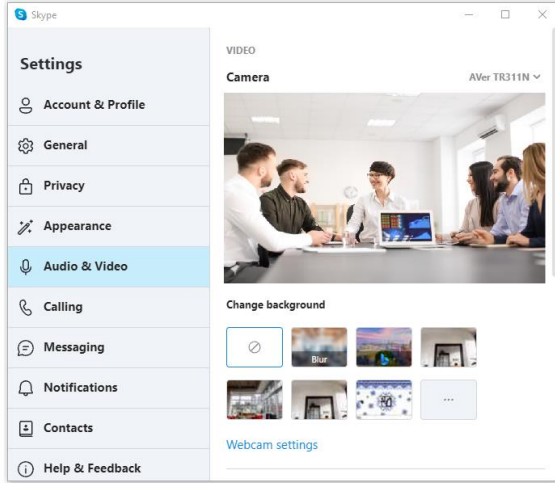 Skype
Settings
Account & Profile
General
Privacy
Appearance
Audio & Video
Calling
Messaging
Notifications
Contacts
Help & Feedback
VIDEO
Camera
AVer TR311N
Change background
Blur
...
Webcam settings